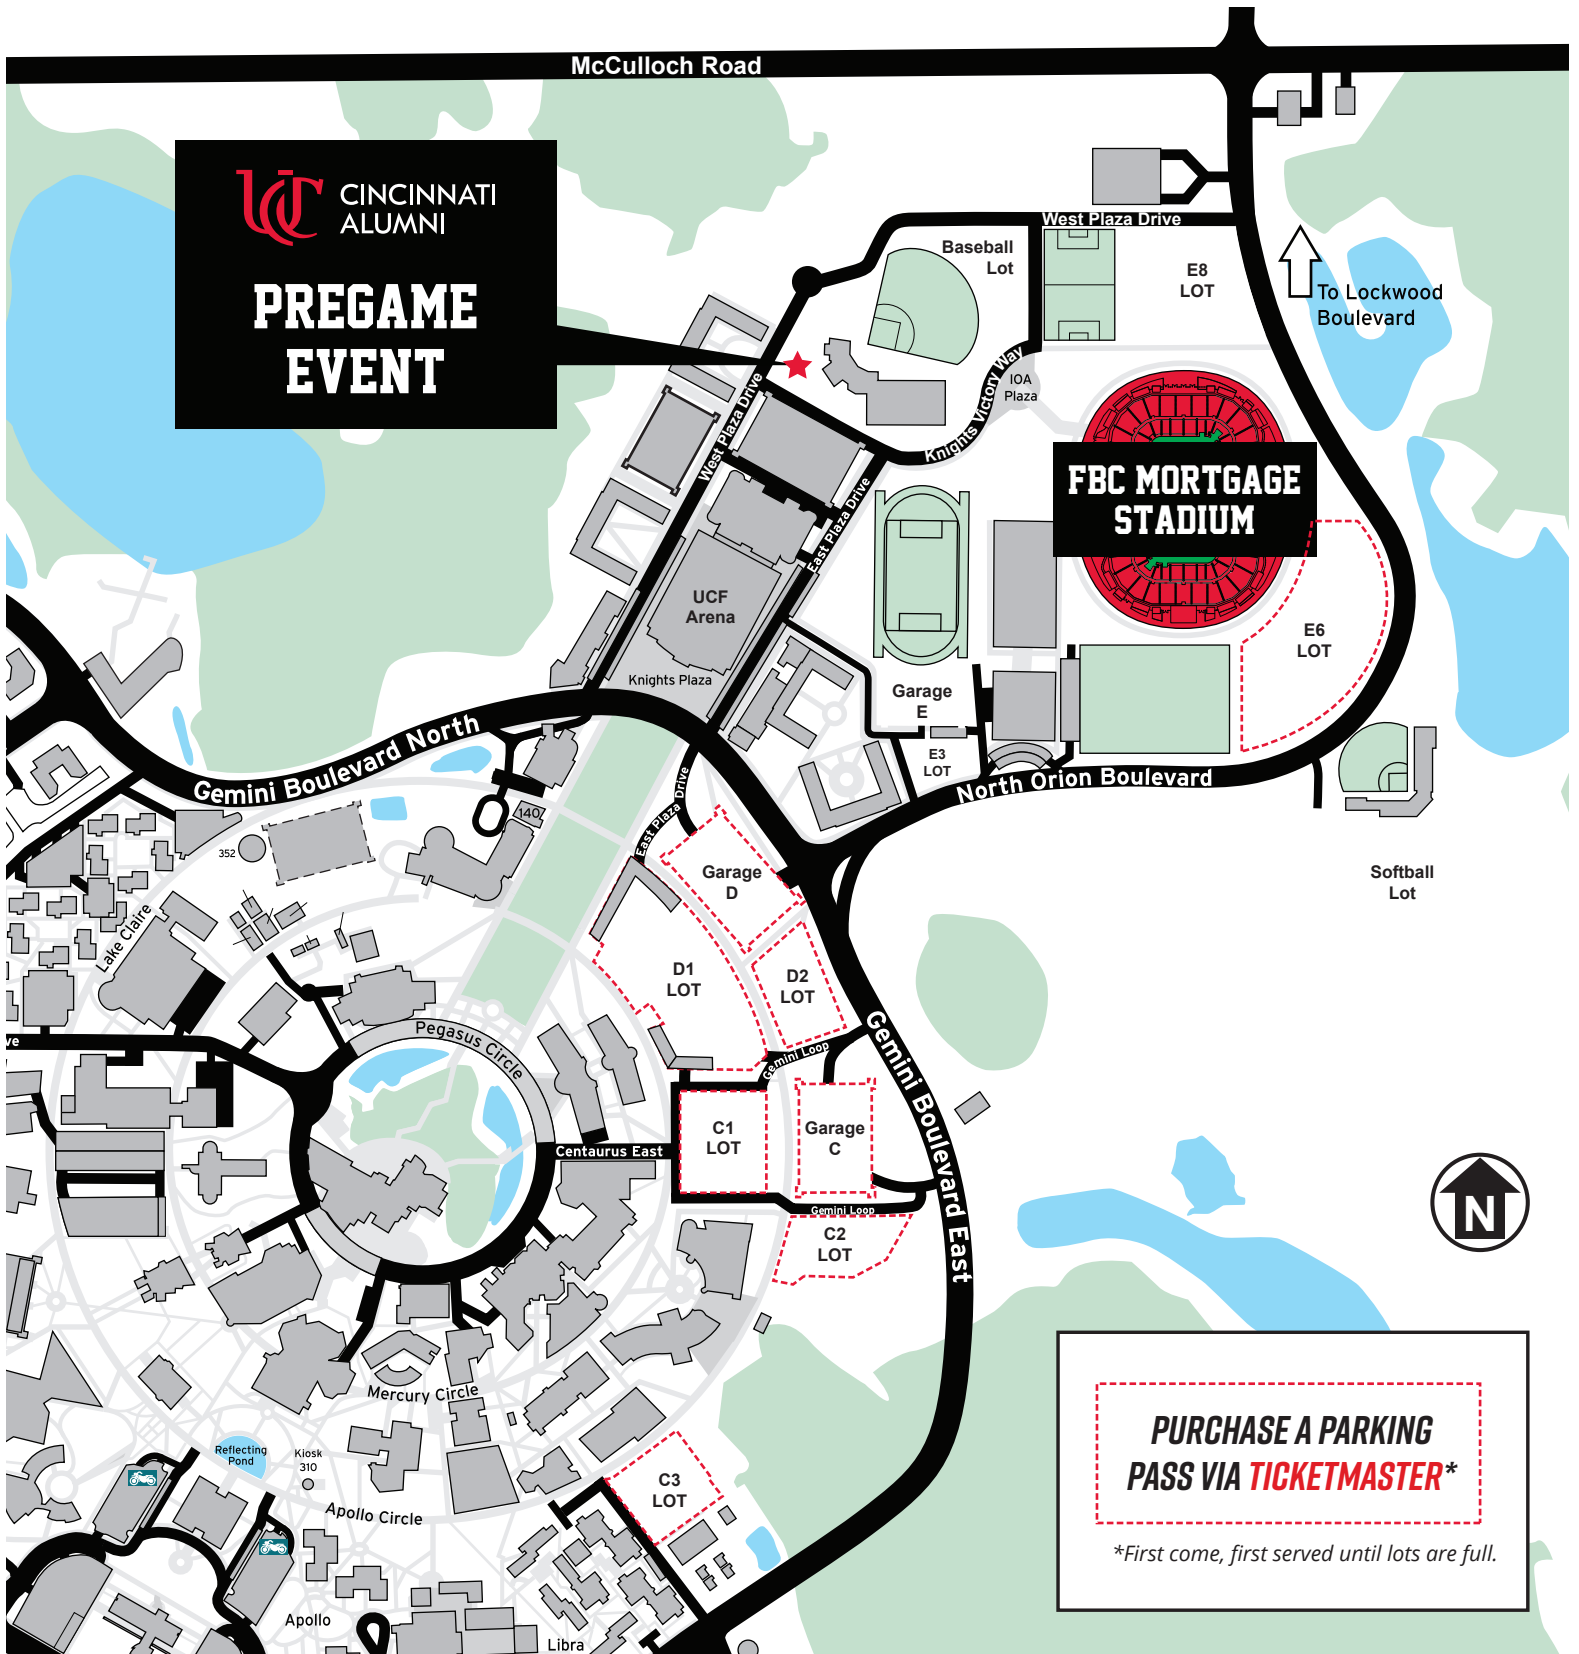 McCulloch Road
UC CINCINNATI
ALUMNI
PREGAME
EVENT
West Plaza Drive
Baseball
Lot
E8
LOT
To Lockwood
Boulevard
Knights Victory Way
IOA
Plaza
West Plaza Drive
FBC MORTGAGE
STADIUM
East Plaza Drive
UCF
Arena
E6
LOT
Knights Plaza
Garage
E
E3
LOT
Gemini Boulevard North
North Orion Boulevard
East Plaza Drive
140
352
Garage
D
Softball
Lot
Lake Claire
D1
LOT
D2
LOT
Pegasus Circle
ve
Gemini Loop
Gemini Boulevard East
C1
LOT
Garage
C
Centaurus East
Gemini Loop
C2
LOT
N
Mercury Circle
Reflecting
Pond
Kiosk
310
Apollo Circle
C3
LOT
PURCHASE A PARKING
PASS VIA TICKETMASTER*
*First come, first served until lots are full.
Apollo
Libra